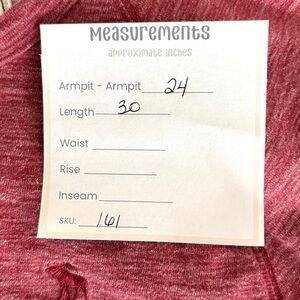 Measurements
approximate inches
Armpit - Armpit 24
Length 30
Waist
Rise
Inseam
SKU: 161